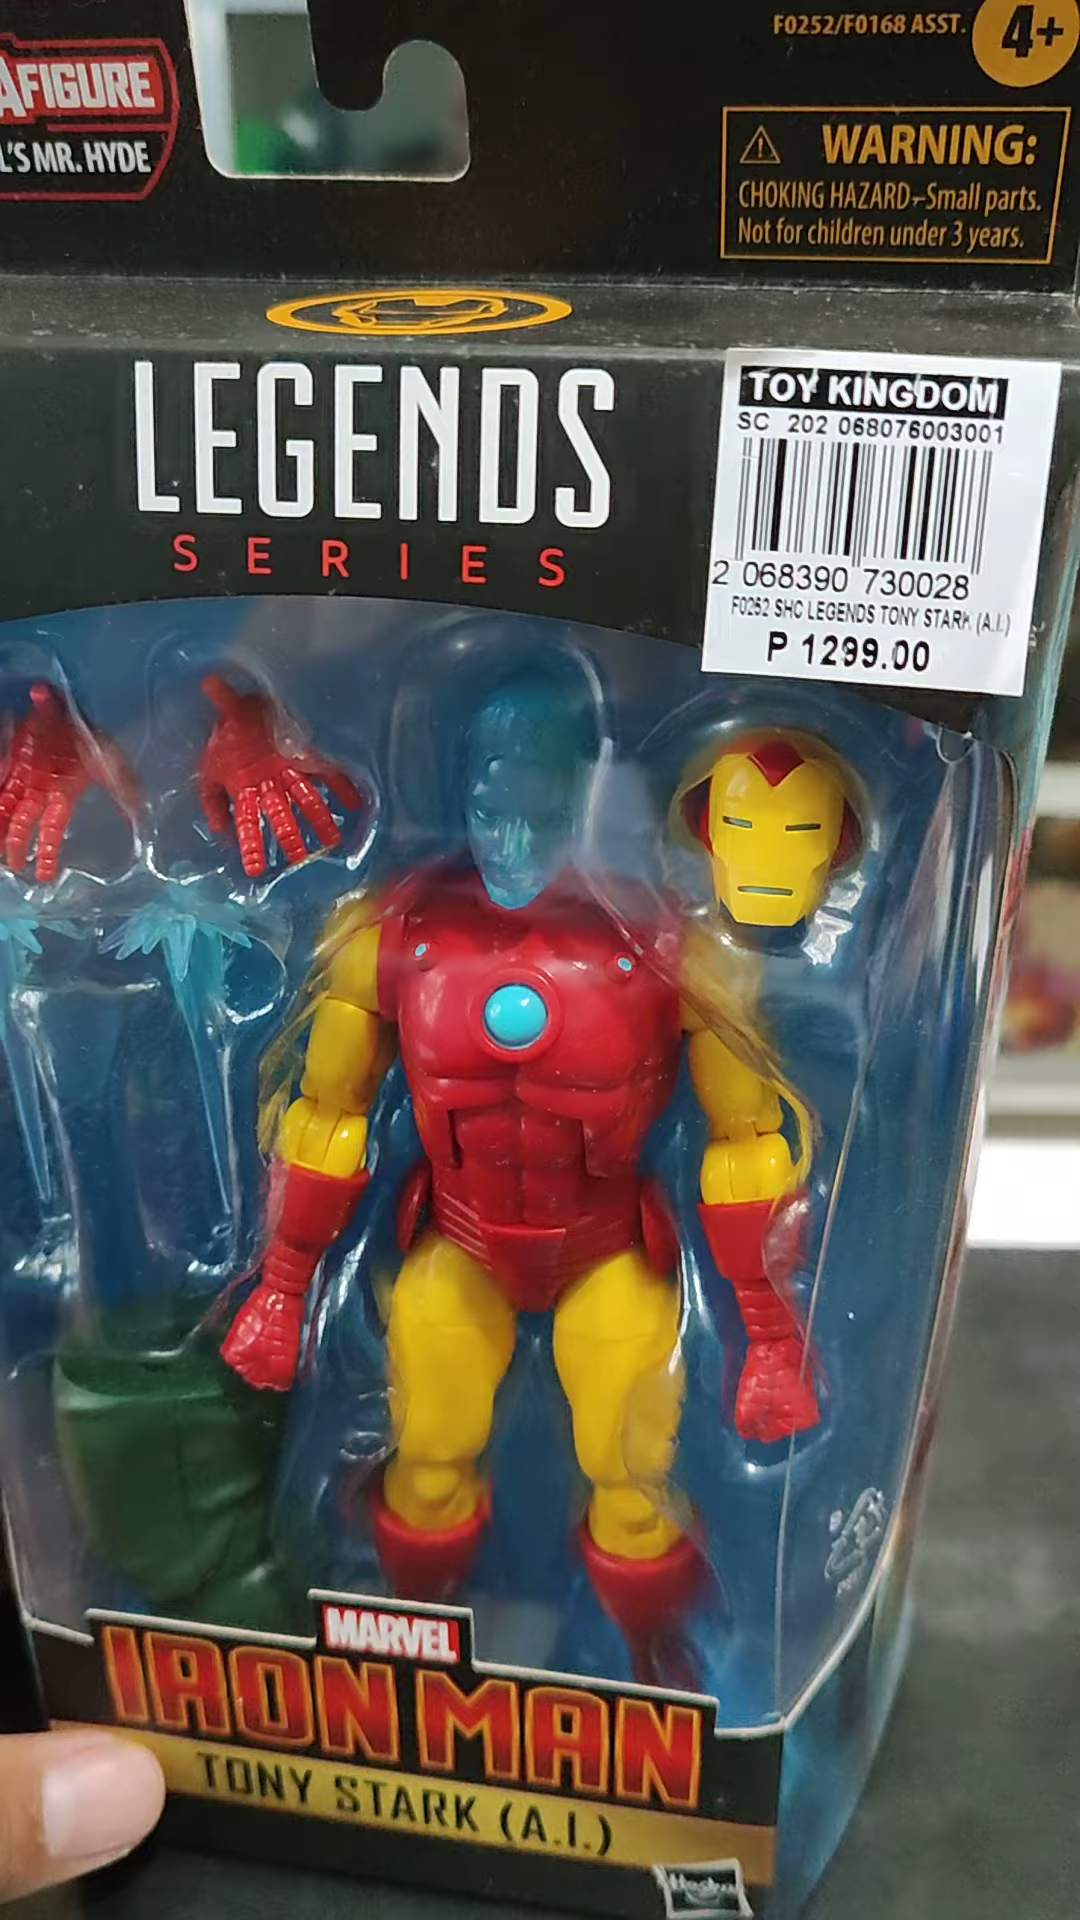 F0252/F0168 ASST.
4+
AFIGURE
L'S MR. HYDE
WARNING:
CHOKING HAZARD–Small parts.
Not for children under 3 years.
LEGENDS
SERIES
TOY KINGDOM
SC 202 068076003001
2 068390 730028
F0252 SHC LEGENDS TONY STARK (A.I.)
P 1299.00
MARVEL
IRON MAN
TONY STARK (A.I.)
Hasbro